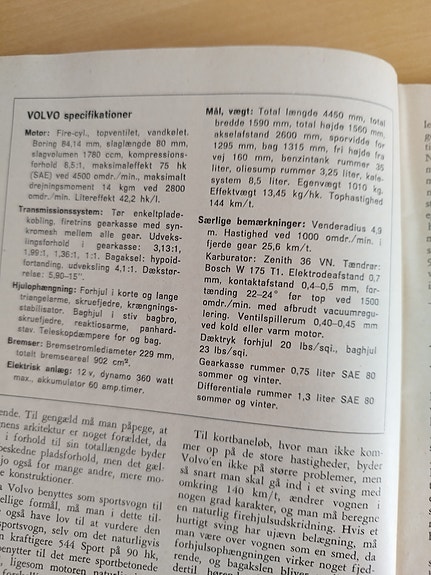 VOLVO specifikationer
Motor: Fire-cyl., topventilet, vandkølet.
Boring 84,14 mm, slaglængde 80 mm,
slagvolumen 1780 ccm, kompressions-
forhold 8,5:1, maksimaleffekt 75 hk
(SAE) ved 4500 omdr./min., maksimalt
drejningsmoment 14 kgm ved 2800
omdr./min. Litereffekt 42,2 hk/l.
Transmissionssystem: Tør enkeltplade-
kobling, firetrins gearkasse med syn-
kromesh mellem alle gear. Udveks-
lingsforhold i gearkasse: 3,13:1,
1,99:1, 1,36:1, 1:1. Bagaksel: hypoid-
fortanding, udveksling 4,1:1. Dækstør-
relse: 5,90–15".
Hjulophængning: Forhjul i korte og lange
triangelarme, skruefjedre, krængnings-
stabilisator. Baghjul i stiv bagbro,
skruefjedre, reaktiosarme, panhard-
stav. Teleskopdæmpere for og bag.
Bremser: Bremsetromlediameter 229 mm,
totalt bremseareal 902 cm².
Elektrisk anlæg: 12 v, dynamo 360 watt
max., akkumulator 60 amp.timer.
Mål, vægt: Total længde 4450 mm, total
bredde 1590 mm, total højde 1560 mm,
akselafstand 2600 mm, sporvidde for
1295 mm, bag 1315 mm, fri højde fra
vej 160 mm, benzintank rummer 35
liter, oliesump rummer 3,25 liter, køle-
system 8,5 liter. Egenvægt 1010 kg.
Effektvægt 13,45 kg/hk. Tophastighed
144 km/t.
Særlige bemærkninger: Venderadius 4,9
m. Hastighed ved 1000 omdr./min. i
fjerde gear 25,6 km/t.
Karburator: Zenith 36 VN. Tændrør:
Bosch W 175 T1. Elektrodeafstand 0,7
mm, kontaktafstand 0,4–0,5 mm, for-
tænding 22–24° før top ved 1500
omdr./min. med afbrudt vacuumregu-
lering. Ventilspillerum 0,40–0,45 mm
ved kold eller varm motor.
Dæktryk forhjul 20 lbs/sqi., baghjul
23 lbs/sqi.
Gearkasse rummer 0,75 liter SAE 80
sommer og vinter.
Differentiale rummer 1,3 liter SAE 80
sommer og vinter.
ende. Til gengæld må man påpege, at
nens arkitektur er noget forældet, da
i forhold til sin totallængde byder
beskedne pladsforhold, men det gæl-
jo også for mange andre, mere mo-
e konstruktioner.
Volvo benyttes som sportsvogn til
ellige formål, må man i dette til-
også have lov til at vurdere den
sportsvogn, selv om det naturligvis
n kraftigere 544 Sport på 90 hk,
benytter til det mere sportbetonede
ligesom motoren
Til kortbaneløb, hvor man ikke kom-
mer op på de store hastigheder, byder
Volvo'en ikke på større problemer, men
så snart man skal gå ind i et sving med
omkring 140 km/t, ændrer vognen i
nogen grad karakter, og man må beregne
en naturlig firehjulsudskridning. Hvis et
hurtigt sving har ujævn belægning, må
man være over vognen som en smed, da
forhjulsophængningen virker noget fjed-
rende, og bagakslen bliver